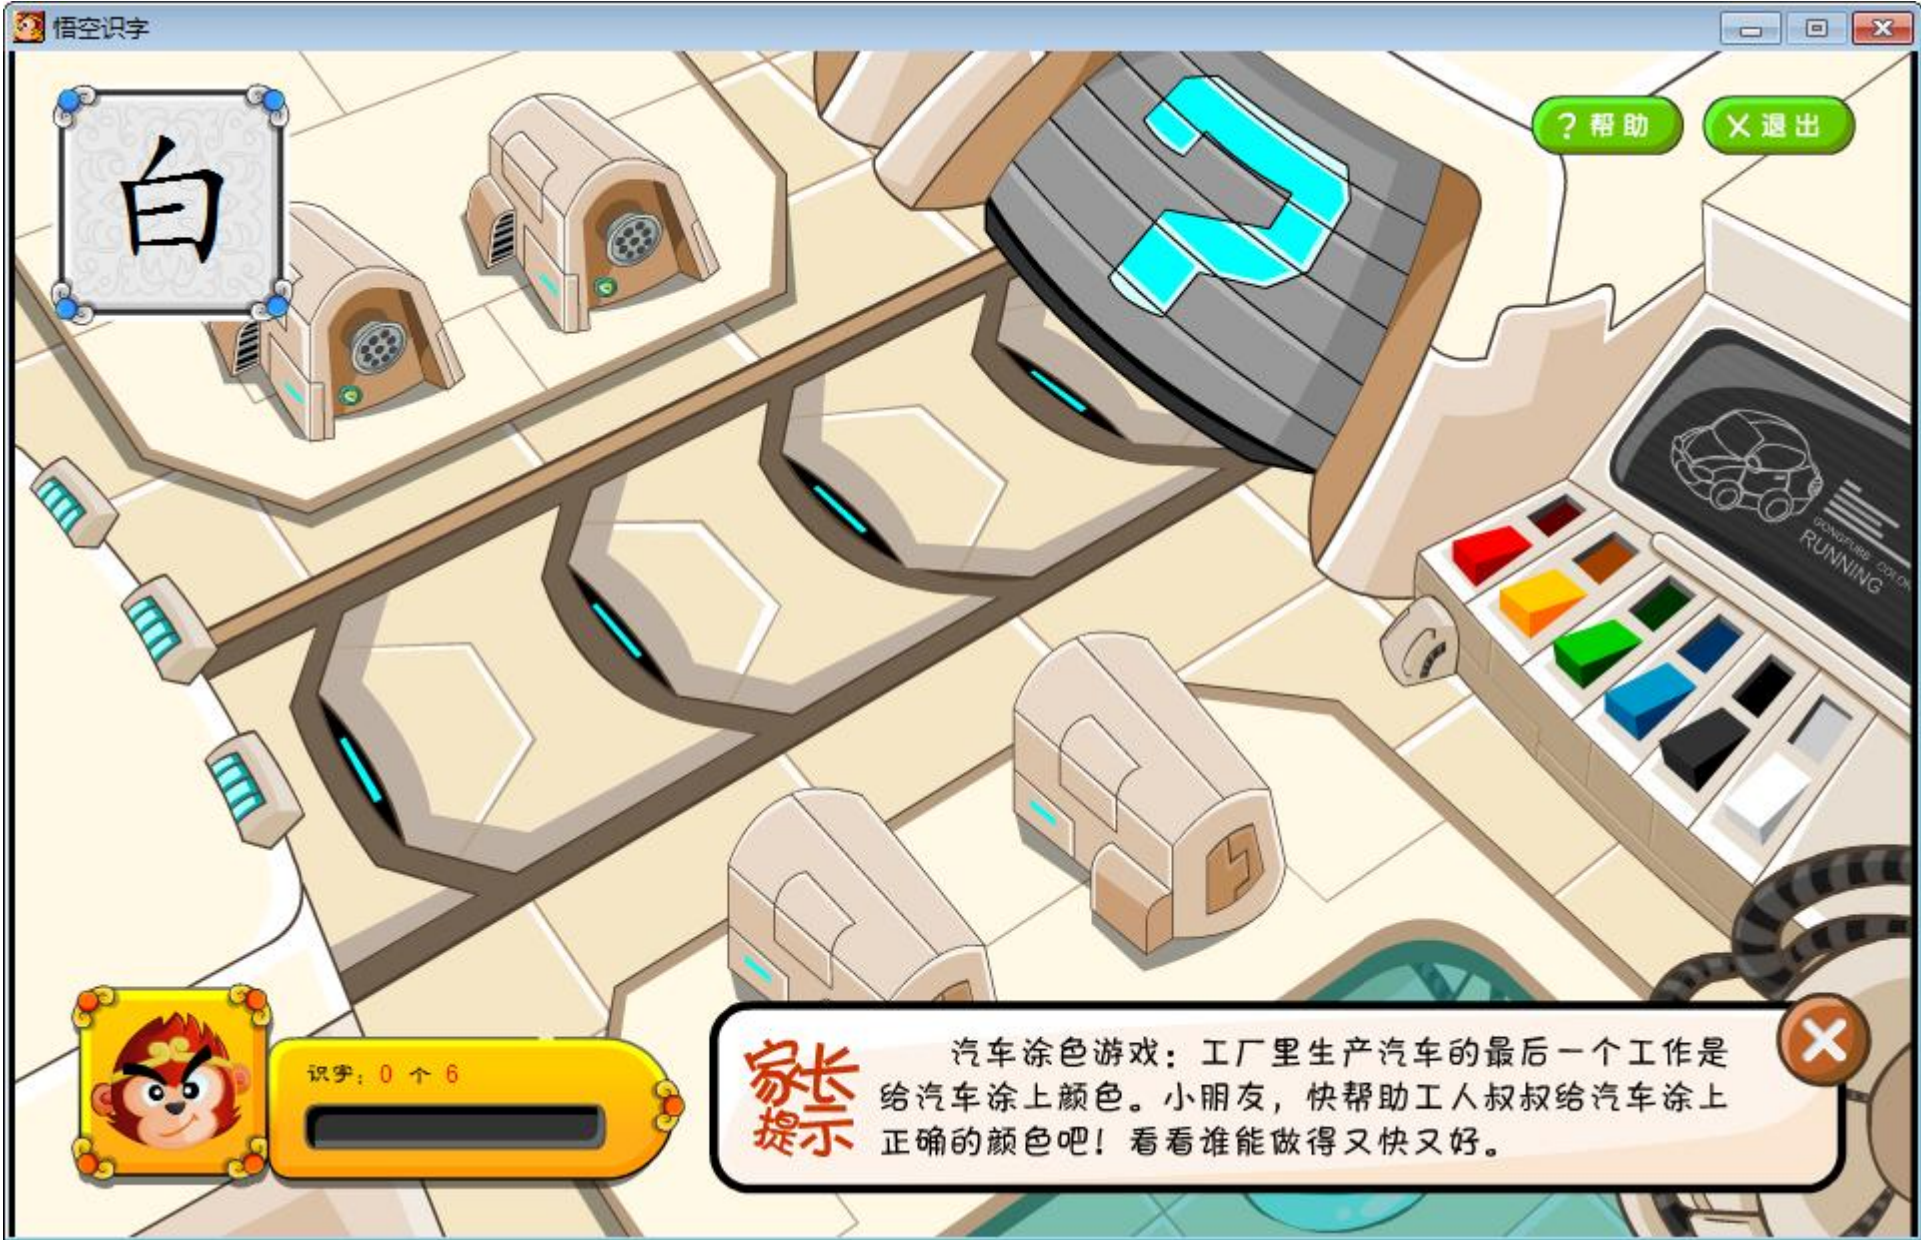 悟空识字
白
? 帮助
X 退出
GONGFUBB COLOR
RUNNING
识字：0 个 6
家长
提示
汽车涂色游戏：工厂里生产汽车的最后一个工作是
给汽车涂上颜色。小朋友，快帮助工人叔叔给汽车涂上
正确的颜色吧！看看谁能做得又快又好。